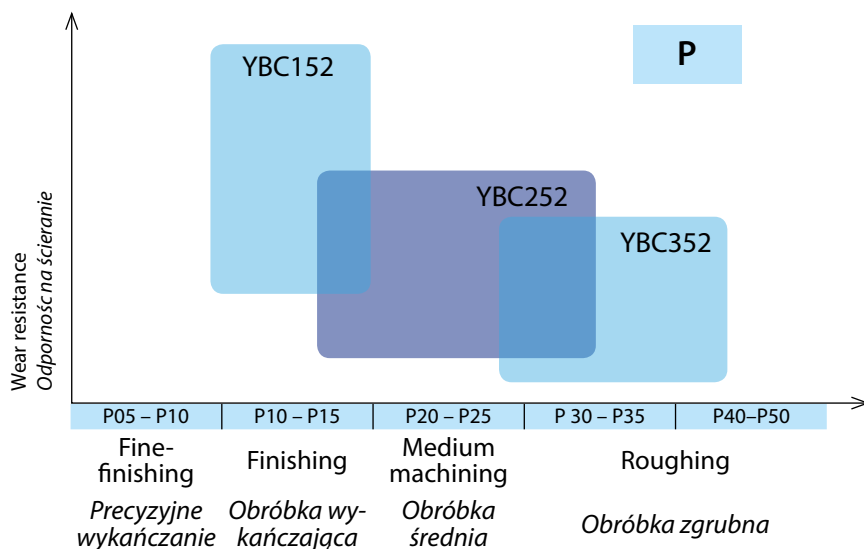 YBC152
P
YBC252
YBC352
Wear resistance
Odpornośc na ścieranie
P05 – P10
P10 – P15
P20 – P25
P 30 – P35
P40–P50
Fine-
finishing
Finishing
Medium
machining
Roughing
Precyzyjne
wykańczanie
Obróbka wy-
kańczająca
Obróbka
średnia
Obróbka zgrubna